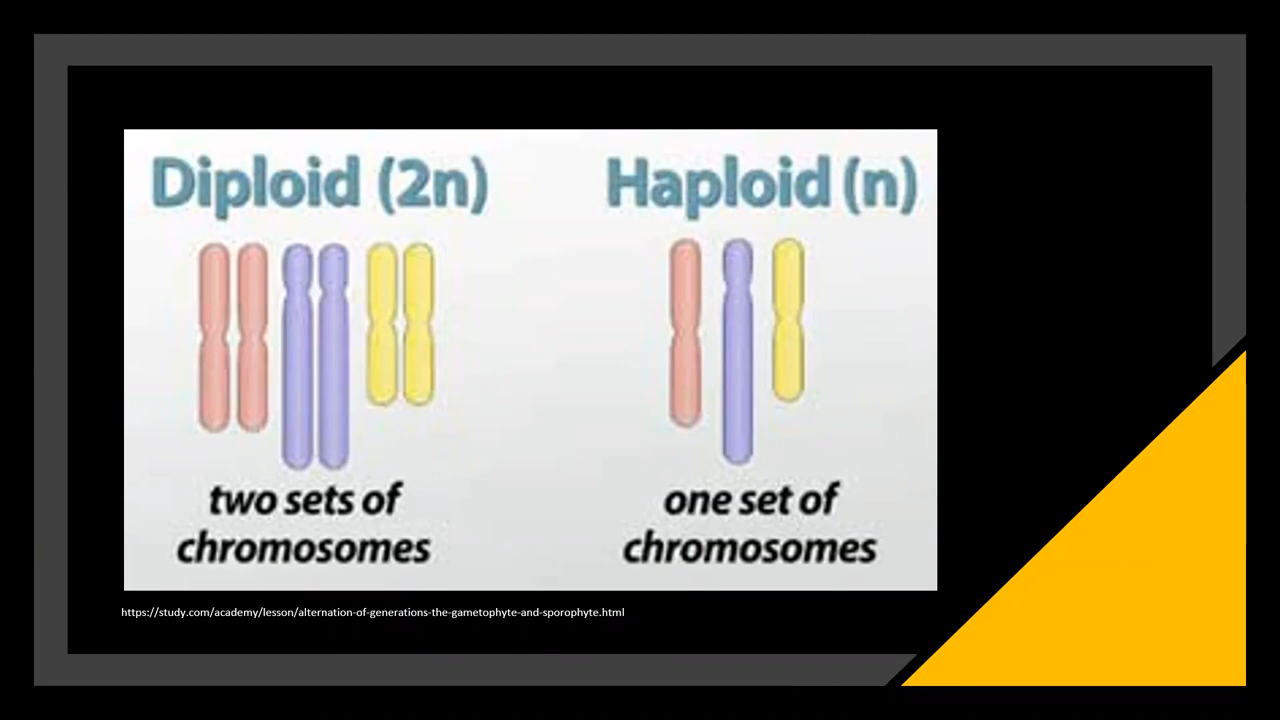 Diploid (2n)
Haploid (n)
two sets of
chromosomes
one set of
chromosomes
https://study.com/academy/lesson/alternation-of-generations-the-gametophyte-and-sporophyte.html